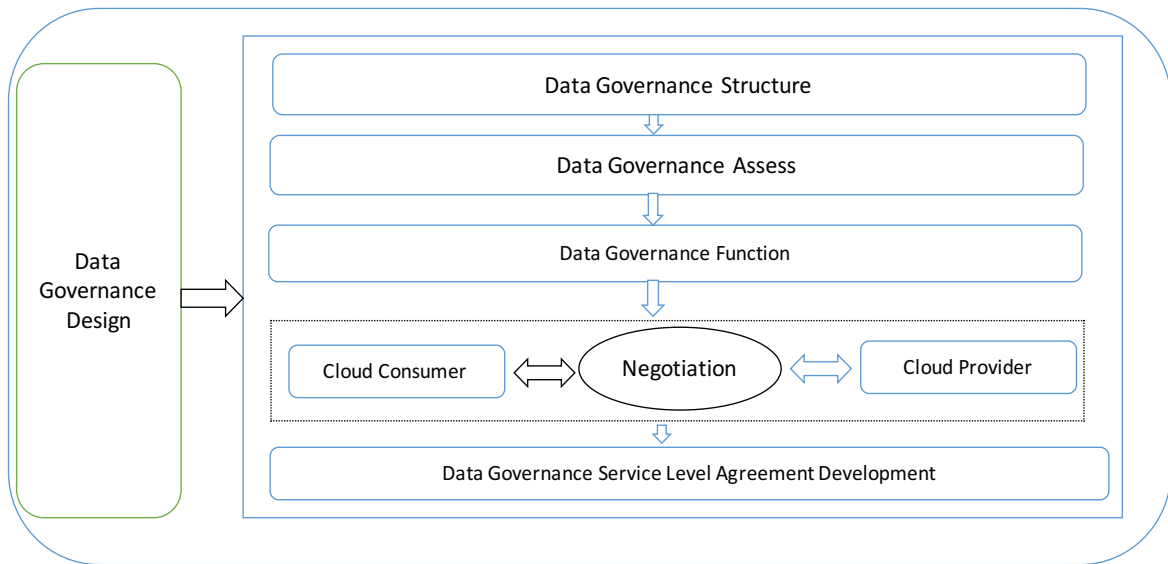 Data
Governance
Design
Data Governance Structure
Data Governance Assess
Data Governance Function
Cloud Consumer
Negotiation
Cloud Provider
Data Governance Service Level Agreement Development